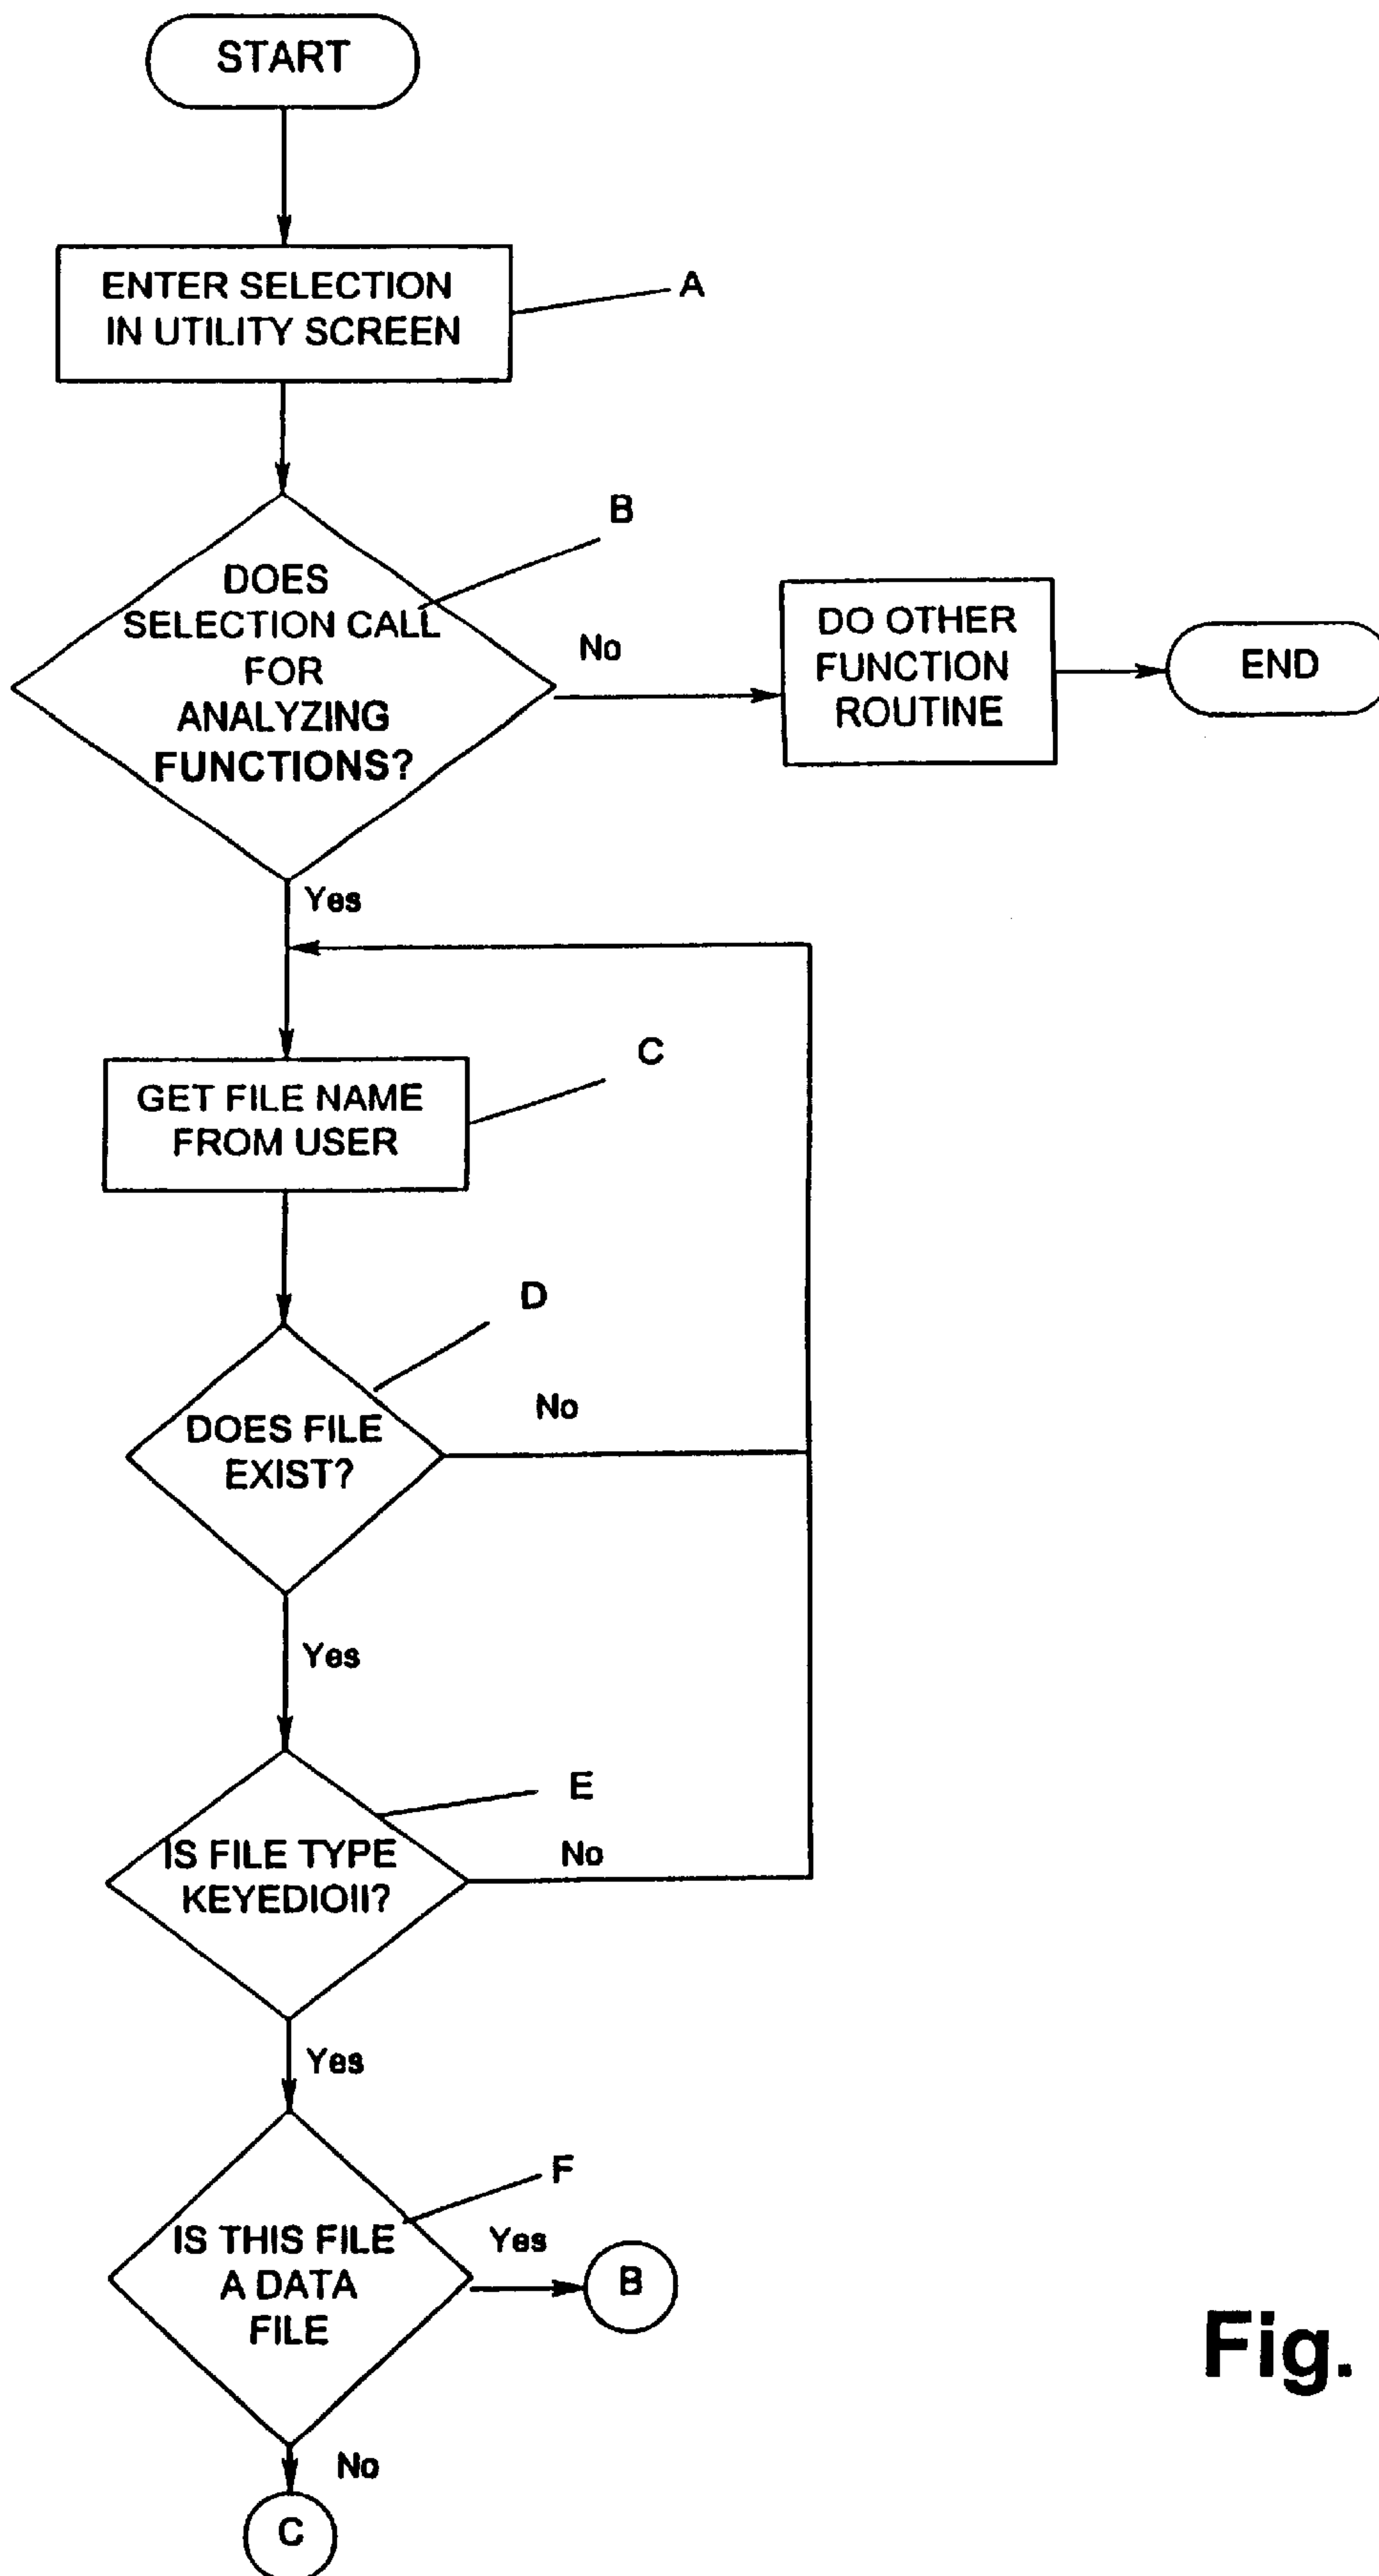 START
ENTER SELECTION
IN UTILITY SCREEN
A
B
DOES
SELECTION CALL
FOR
ANALYZING
FUNCTIONS?
No
DO OTHER
FUNCTION
ROUTINE
END
Yes
C
GET FILE NAME
FROM USER
D
DOES FILE
EXIST?
No
Yes
E
IS FILE TYPE
KEYEDIOII?
No
Yes
F
IS THIS FILE
A DATA
FILE
Yes
B
No
C
Fig.